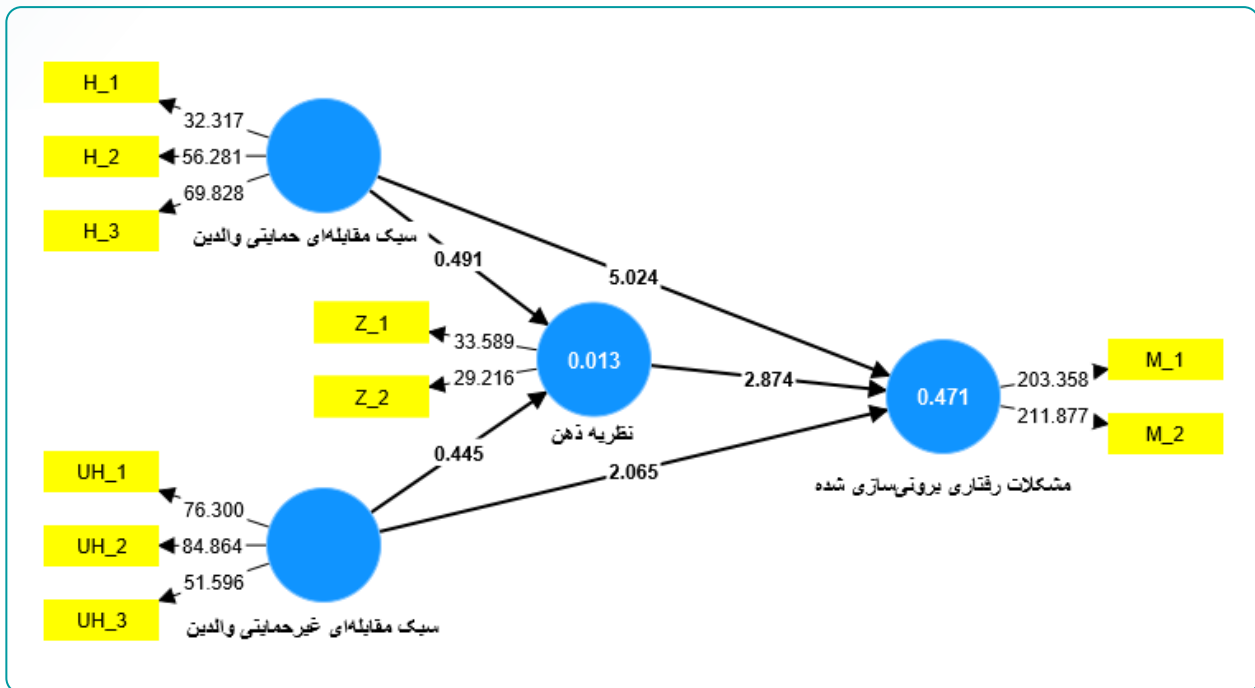 H_1
32.317
H_2
56.281
69.828
H_3
سبک مقابله‌ای حمایتی والدین
0.491
5.024
Z_1
33.589
0.013
Z_2
29.216
2.874
نظریه ذهن
0.471
M_1
203.358
211.877
M_2
0.445
2.065
مشکلات رفتاری برونی‌سازی شده
UH_1
76.300
UH_2
84.864
51.596
UH_3
سبک مقابله‌ای غیرحمایتی والدین